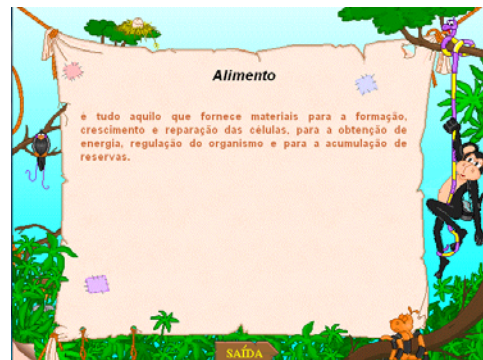 Alimento
é tudo aquilo que fornece materiais para a formação,
crescimento e reparação das células, para a obtenção de
energia, regulação do organismo e para a acumulação de
reservas.
SAÍDA